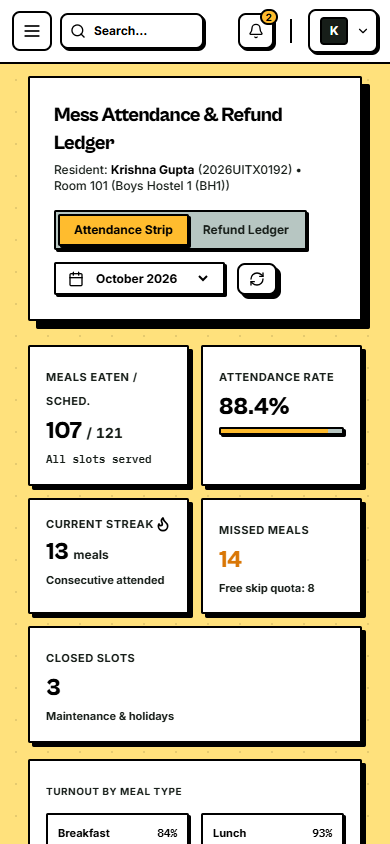 Search...
2
K
Mess Attendance & Refund
Ledger
Resident: Krishna Gupta (2026UITX0192) •
Room 101 (Boys Hostel 1 (BH1))
Attendance Strip
Refund Ledger
October 2026
MEALS EATEN /
SCHED.
107 / 121
All slots served
ATTENDANCE RATE
88.4%
CURRENT STREAK
13 meals
Consecutive attended
MISSED MEALS
14
Free skip quota: 8
CLOSED SLOTS
3
Maintenance & holidays
TURNOUT BY MEAL TYPE
Breakfast 84%
Lunch 93%